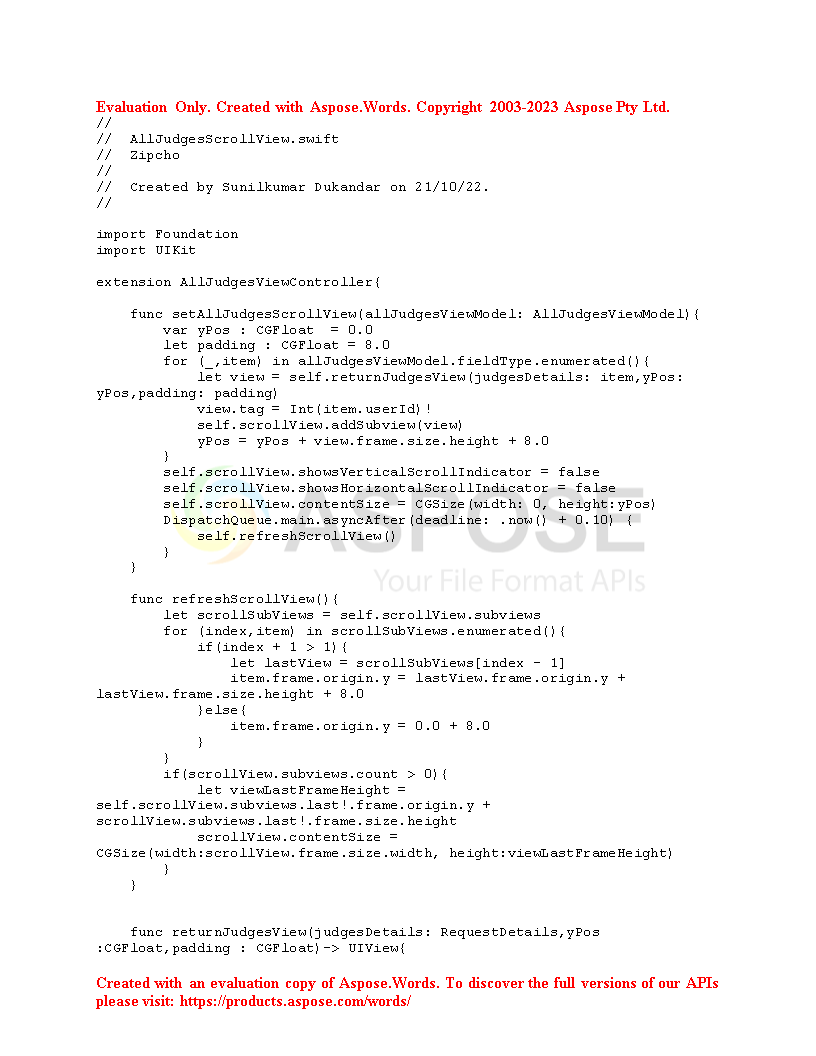 Evaluation Only. Created with Aspose.Words. Copyright 2003-2023 Aspose Pty Ltd.
//
//  AllJudgesScrollView.swift
//  Zipcho
//
//  Created by Sunilkumar Dukandar on 21/10/22.
//
import Foundation
import UIKit
extension AllJudgesViewController{
    func setAllJudgesScrollView(allJudgesViewModel: AllJudgesViewModel){
        var yPos : CGFloat  = 0.0
        let padding : CGFloat = 8.0
        for (_,item) in allJudgesViewModel.fieldType.enumerated(){
            let view = self.returnJudgesView(judgesDetails: item,yPos:
yPos,padding: padding)
            view.tag = Int(item.userId)!
            self.scrollView.addSubview(view)
            yPos = yPos + view.frame.size.height + 8.0
        }
        self.scrollView.showsVerticalScrollIndicator = false
        self.scrollView.showsHorizontalScrollIndicator = false
        self.scrollView.contentSize = CGSize(width: 0, height:yPos)
        DispatchQueue.main.asyncAfter(deadline: .now() + 0.10) {
            self.refreshScrollView()
        }
    }
ASPOSE
Your File Format APIs
    func refreshScrollView(){
        let scrollSubViews = self.scrollView.subviews
        for (index,item) in scrollSubViews.enumerated(){
            if(index + 1 > 1){
                let lastView = scrollSubViews[index - 1]
                item.frame.origin.y = lastView.frame.origin.y +
lastView.frame.size.height + 8.0
            }else{
                item.frame.origin.y = 0.0 + 8.0
            }
        }
        if(scrollView.subviews.count > 0){
            let viewLastFrameHeight =
self.scrollView.subviews.last!.frame.origin.y +
scrollView.subviews.last!.frame.size.height
            scrollView.contentSize =
CGSize(width:scrollView.frame.size.width, height:viewLastFrameHeight)
        }
    }
    func returnJudgesView(judgesDetails: RequestDetails,yPos
:CGFloat,padding : CGFloat)-> UIView{
Created with an evaluation copy of Aspose.Words. To discover the full versions of our APIs
please visit: https://products.aspose.com/words/